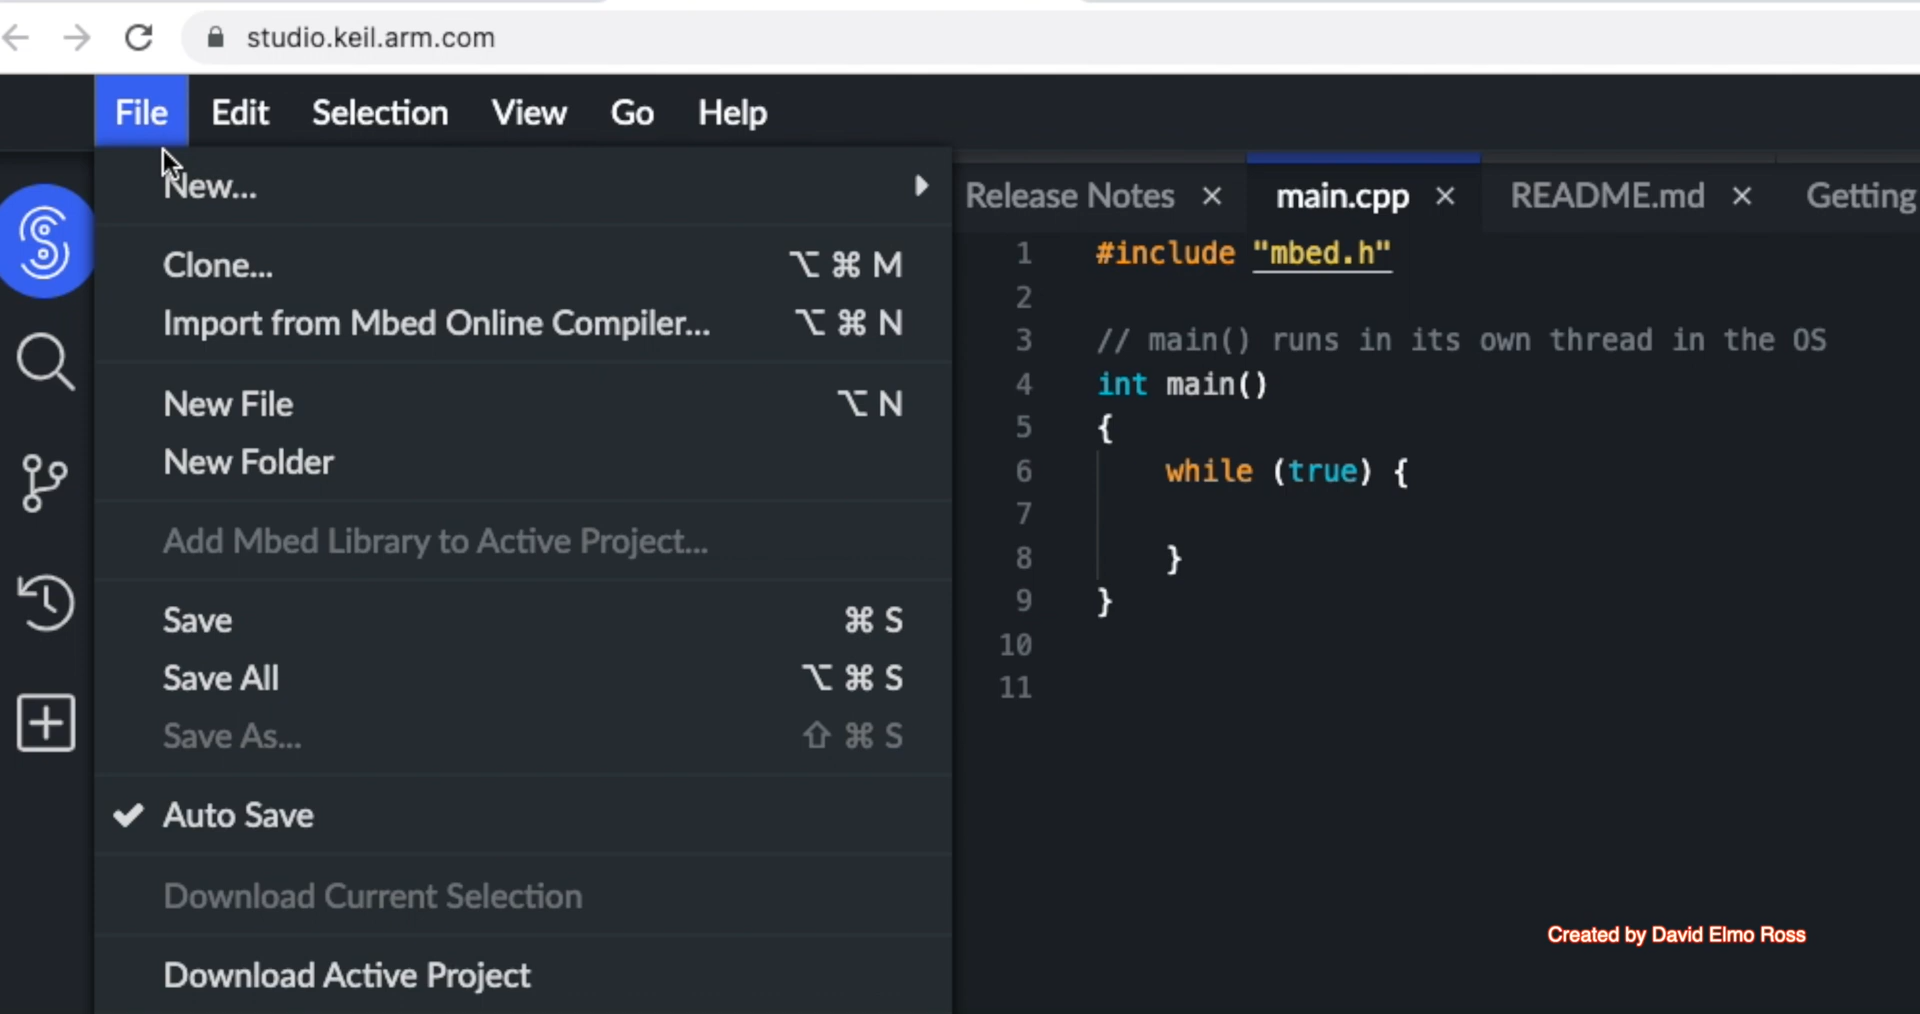 studio.keil.arm.com
File Edit Selection View Go Help
New...
Clone... ⌥ ⌘ M
Import from Mbed Online Compiler... ⌥ ⌘ N
New File ⌥ N
New Folder
Add Mbed Library to Active Project...
Save ⌘ S
Save All ⌥ ⌘ S
Save As... ⇧ ⌘ S
Auto Save
Download Current Selection
Download Active Project
Release Notes × main.cpp × README.md × Getting
1 #include "mbed.h"
2
3 // main() runs in its own thread in the OS
4 int main()
5 {
6 while (true) {
7
8 }
9 }
10
11
Created by David Elmo Ross